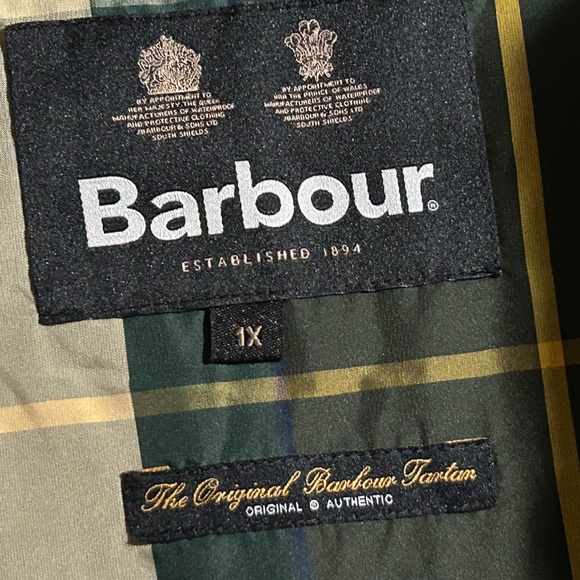 BY APPOINTMENT TO
HER MAJESTY THE QUEEN
MANUFACTURERS OF WATERPROOF
AND PROTECTIVE CLOTHING
J BARBOUR & SONS LTD
SOUTH SHIELDS
BY APPOINTMENT TO
HRH THE PRINCE OF WALES
MANUFACTURERS OF WATERPROOF
AND PROTECTIVE CLOTHING
J BARBOUR & SONS LTD
SOUTH SHIELDS
Barbour®
ESTABLISHED 1894
1X
The Original Barbour Tartan
ORIGINAL @ AUTHENTIC